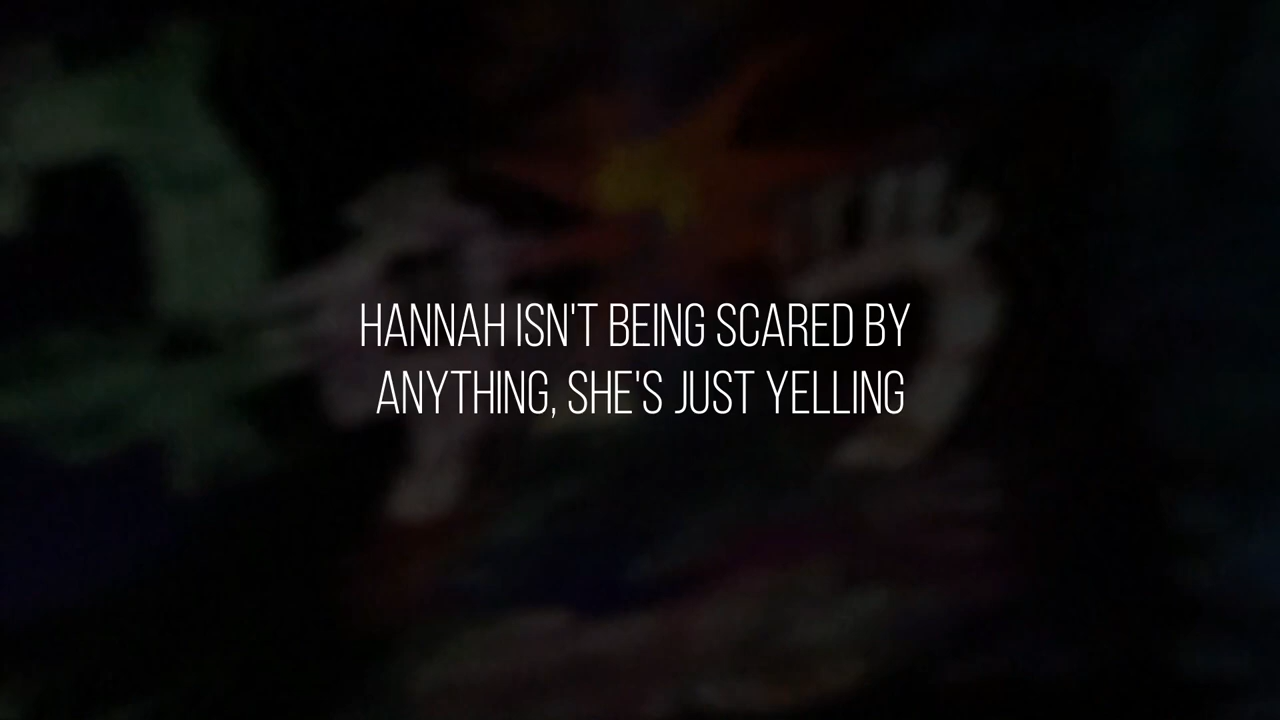 HANNAH ISN'T BEING SCARED BY
ANYTHING, SHE'S JUST YELLING